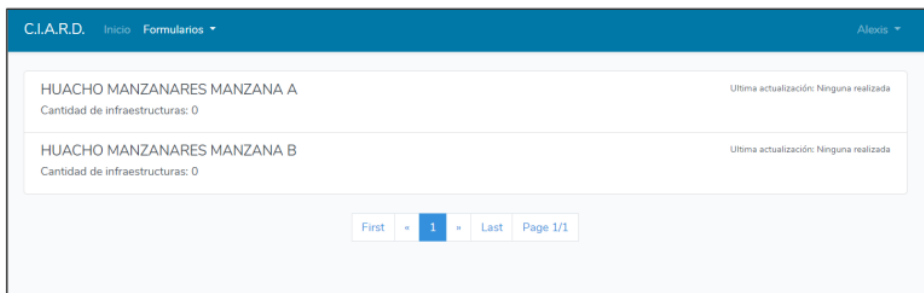 C.I.A.R.D. Inicio Formularios Alexis
HUACHO MANZANARES MANZANA A Ultima actualización: Ninguna realizada
Cantidad de infraestructuras: 0
HUACHO MANZANARES MANZANA B Ultima actualización: Ninguna realizada
Cantidad de infraestructuras: 0
First « 1 » Last Page 1/1